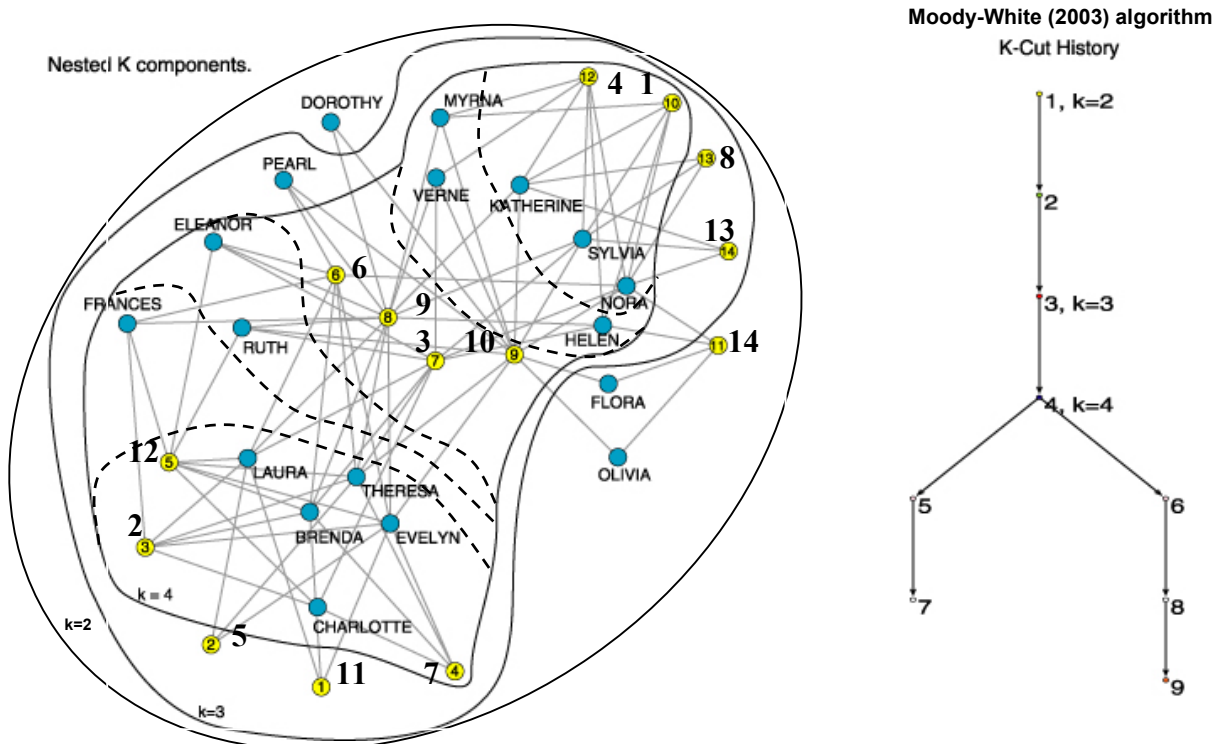 Moody-White (2003) algorithm
K-Cut History
Nested K components.
12 4 1
10
DOROTHY
MYRNA
13 8
PEARL
VERNE
KATHERINE
ELEANOR
13
14
SYLVIA
6 6
NORA
FRANCES
9
8
RUTH
HELEN
3
7
10
9
11 14
FLORA
12
5
LAURA
OLIVIA
THERESA
2
3
BRENDA
EVELYN
k = 4
CHARLOTTE
k=2
2 5
11
1
7 4
k=3
1, k=2
2
3, k=3
4, k=4
5
6
7
8
9